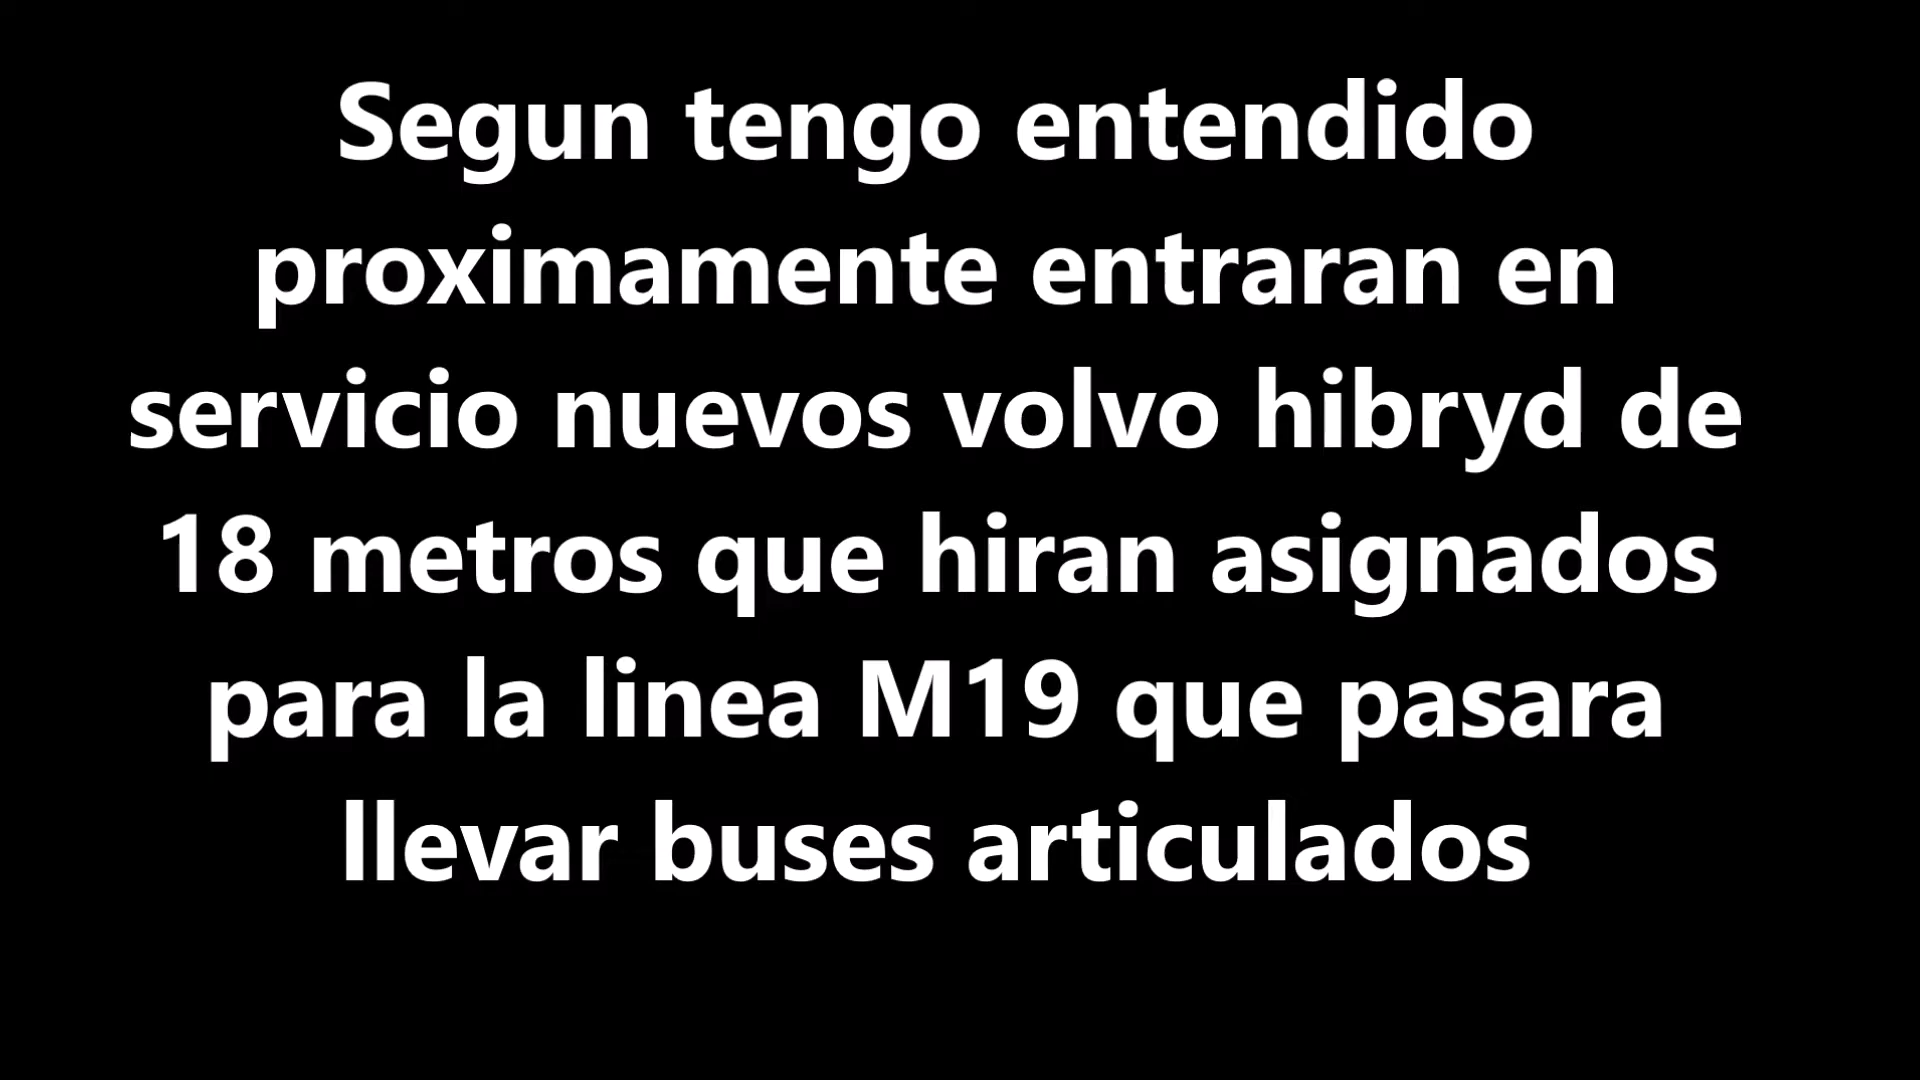 Segun tengo entendido
proximamente entraran en
servicio nuevos volvo hibryd de
18 metros que hiran asignados
para la linea M19 que pasara
llevar buses articulados